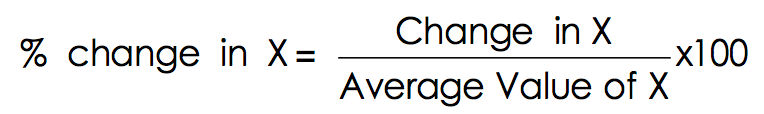 Change in X
% change in X = x100
Average Value of X